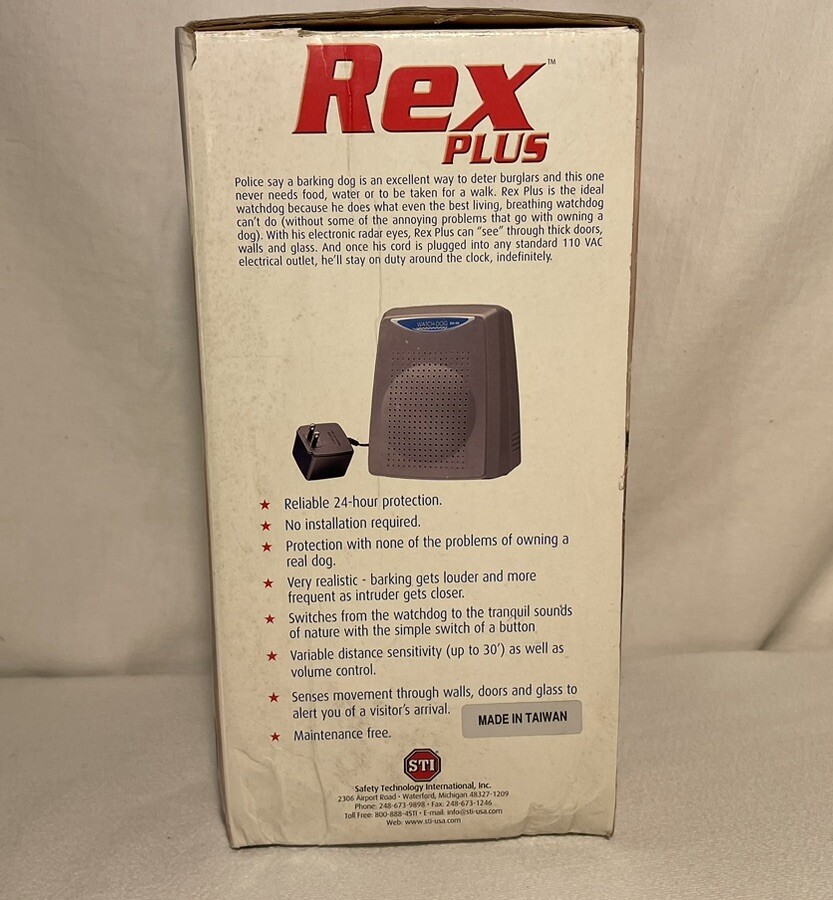 Rex™
PLUS
Police say a barking dog is an excellent way to deter burglars and this one
never needs food, water or to be taken for a walk. Rex Plus is the ideal
watchdog because he does what even the best living, breathing watchdog
can't do (without some of the annoying problems that go with owning a
dog). With his electronic radar eyes, Rex Plus can "see" through thick doors,
walls and glass. And once his cord is plugged into any standard 110 VAC
electrical outlet, he'll stay on duty around the clock, indefinitely.
WATCH DOG
★ Reliable 24-hour protection.
★ No installation required.
★ Protection with none of the problems of owning a
real dog.
★ Very realistic - barking gets louder and more
frequent as intruder gets closer.
★ Switches from the watchdog to the tranquil sounds
of nature with the simple switch of a button
★ Variable distance sensitivity (up to 30') as well as
volume control.
★ Senses movement through walls, doors and glass to
alert you of a visitor's arrival.
MADE IN TAIWAN
★ Maintenance free.
STI®
Safety Technology International, Inc.
2306 Airport Road • Waterford, Michigan 48327-1209
Phone: 248-673-9898 • Fax: 248-673-1246
Toll Free: 800-888-4STI • E-mail: info@sti-usa.com
Web: www.sti-usa.com